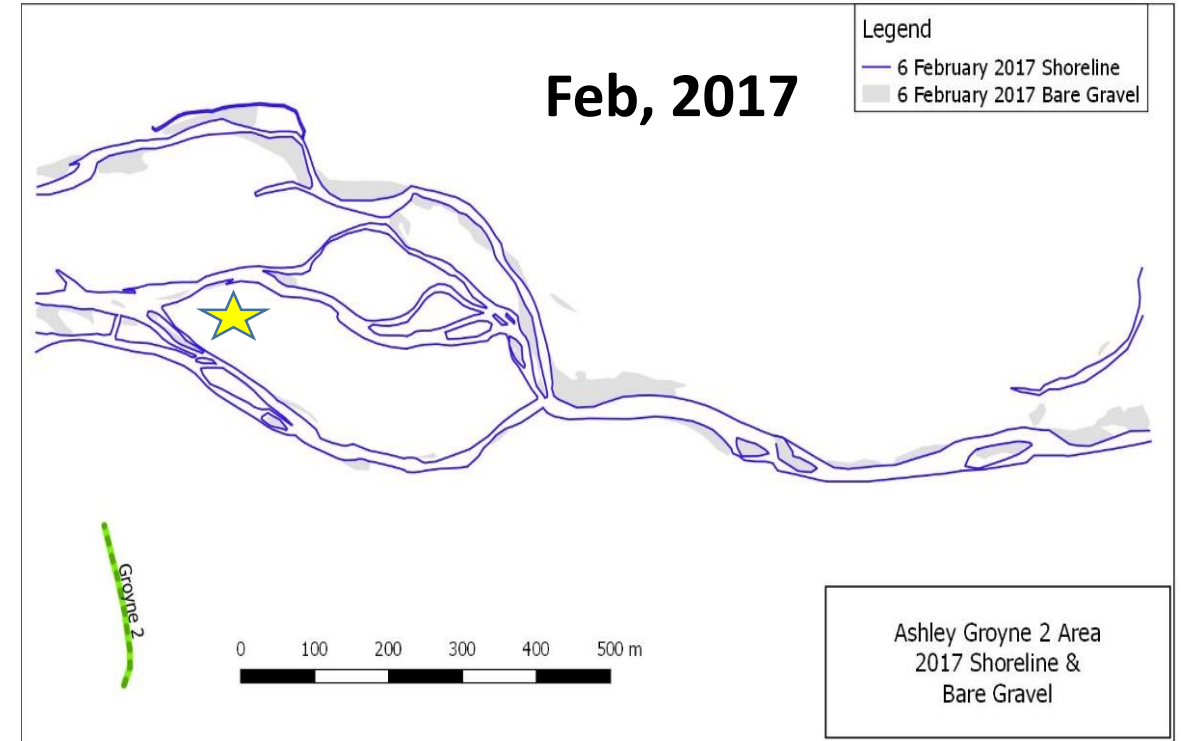 Legend
6 February 2017 Shoreline
6 February 2017 Bare Gravel
Feb, 2017
Groyne 2
0 100 200 300 400 500 m
Ashley Groyne 2 Area
2017 Shoreline &
Bare Gravel